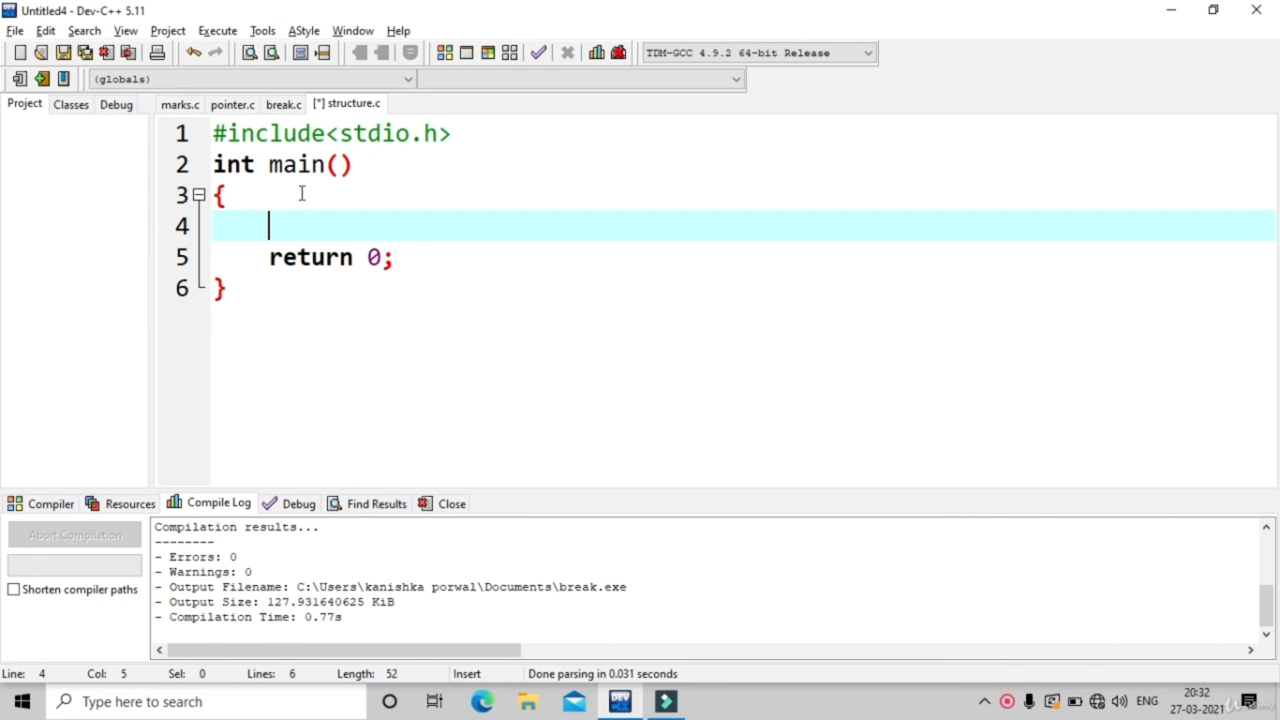 Untitled4 - Dev-C++ 5.11
File Edit Search View Project Execute Tools AStyle Window Help
TDM-GCC 4.9.2 64-bit Release
(globals)
Project Classes Debug marks.c pointer.c break.c [*] structure.c
1 #include<stdio.h>
2 int main()
3 {
4
5 return 0;
6 }
Compiler Resources Compile Log Debug Find Results Close
Abort Compilation
Shorten compiler paths
Compilation results...
--------
- Errors: 0
- Warnings: 0
- Output Filename: C:\Users\kanishka porwal\Documents\break.exe
- Output Size: 127.931640625 KiB
- Compilation Time: 0.77s
Line: 4 Col: 5 Sel: 0 Lines: 6 Length: 52 Insert Done parsing in 0.031 seconds
Type here to search
DEV
ENG
20:32
27-03-2021
Udemy